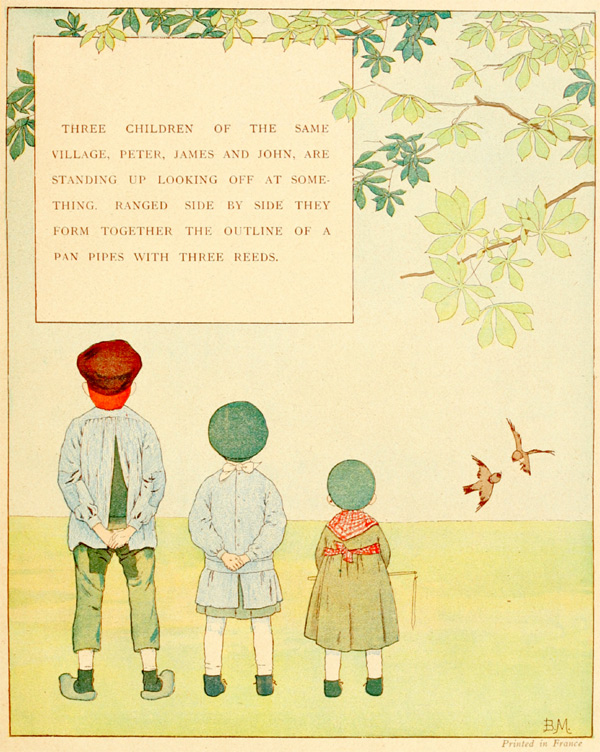 THREE CHILDREN OF THE SAME
VILLAGE, PETER, JAMES AND JOHN, ARE
STANDING UP LOOKING OFF AT SOME-
THING. RANGED SIDE BY SIDE THEY
FORM TOGETHER THE OUTLINE OF A
PAN PIPES WITH THREE REEDS.
B.M.
Printed in France